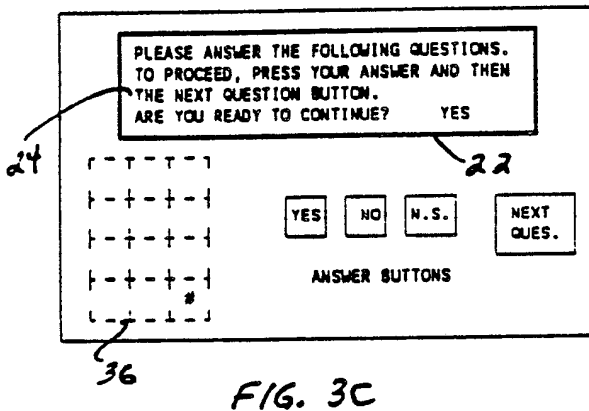 PLEASE ANSWER THE FOLLOWING QUESTIONS.
TO PROCEED, PRESS YOUR ANSWER AND THEN
THE NEXT QUESTION BUTTON.
ARE YOU READY TO CONTINUE? YES
24
22
YES NO N.S. NEXT
QUES.
ANSWER BUTTONS
#
36
FIG. 3C